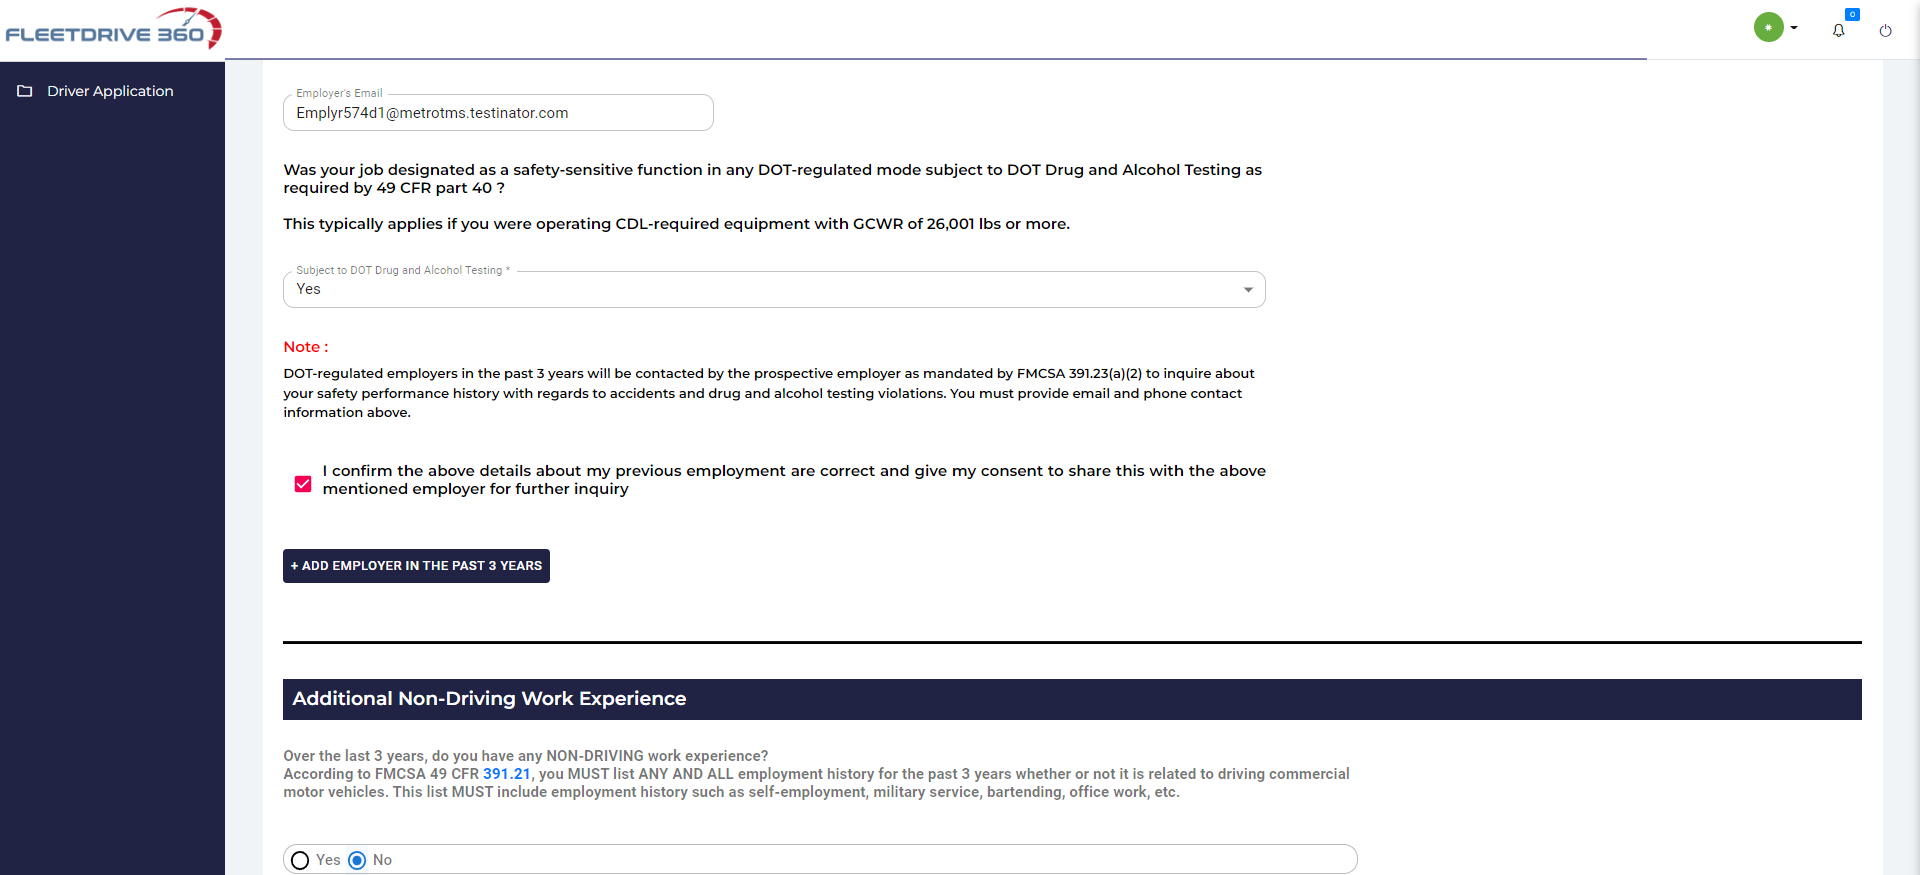 FLEETDRIVE 360
0
Driver Application
Employer's Email
Emplyr574d1@metrotms.testinator.com
Was your job designated as a safety-sensitive function in any DOT-regulated mode subject to DOT Drug and Alcohol Testing as
required by 49 CFR part 40 ?
This typically applies if you were operating CDL-required equipment with GCWR of 26,001 lbs or more.
Subject to DOT Drug and Alcohol Testing *
Yes
Note :
DOT-regulated employers in the past 3 years will be contacted by the prospective employer as mandated by FMCSA 391.23(a)(2) to inquire about
your safety performance history with regards to accidents and drug and alcohol testing violations. You must provide email and phone contact
information above.
I confirm the above details about my previous employment are correct and give my consent to share this with the above
mentioned employer for further inquiry
+ ADD EMPLOYER IN THE PAST 3 YEARS
Additional Non-Driving Work Experience
Over the last 3 years, do you have any NON-DRIVING work experience?
According to FMCSA 49 CFR 391.21, you MUST list ANY AND ALL employment history for the past 3 years whether or not it is related to driving commercial
motor vehicles. This list MUST include employment history such as self-employment, military service, bartending, office work, etc.
Yes No